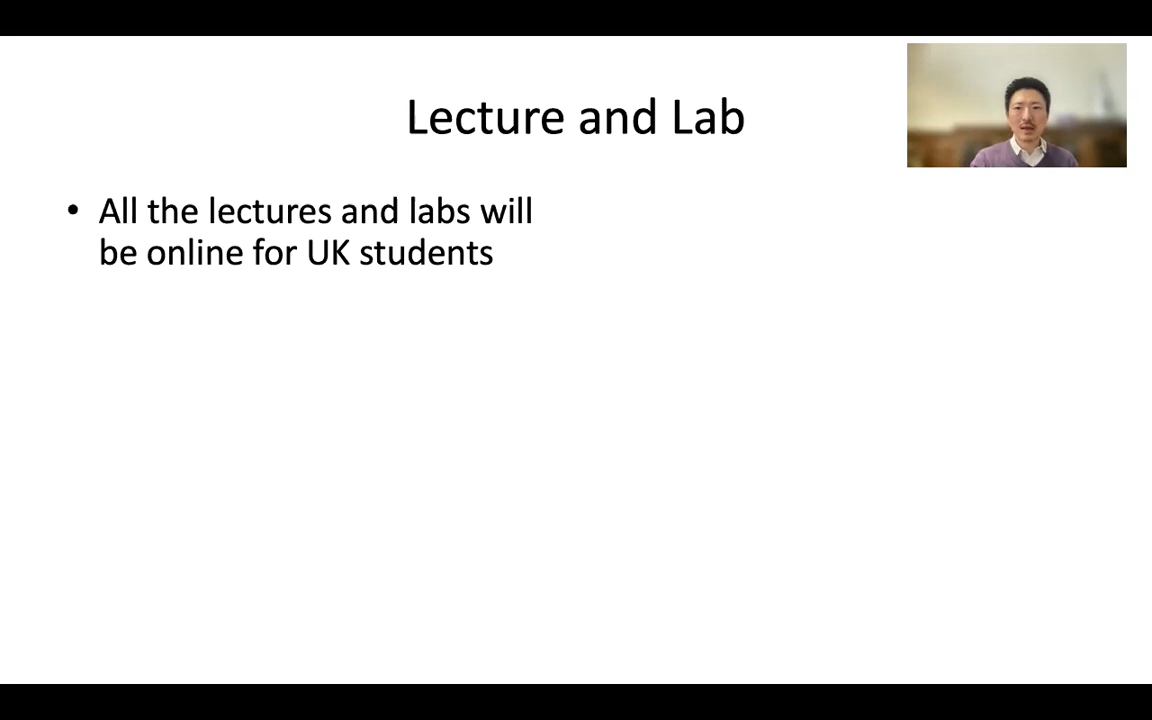 Lecture and Lab
• All the lectures and labs will
be online for UK students